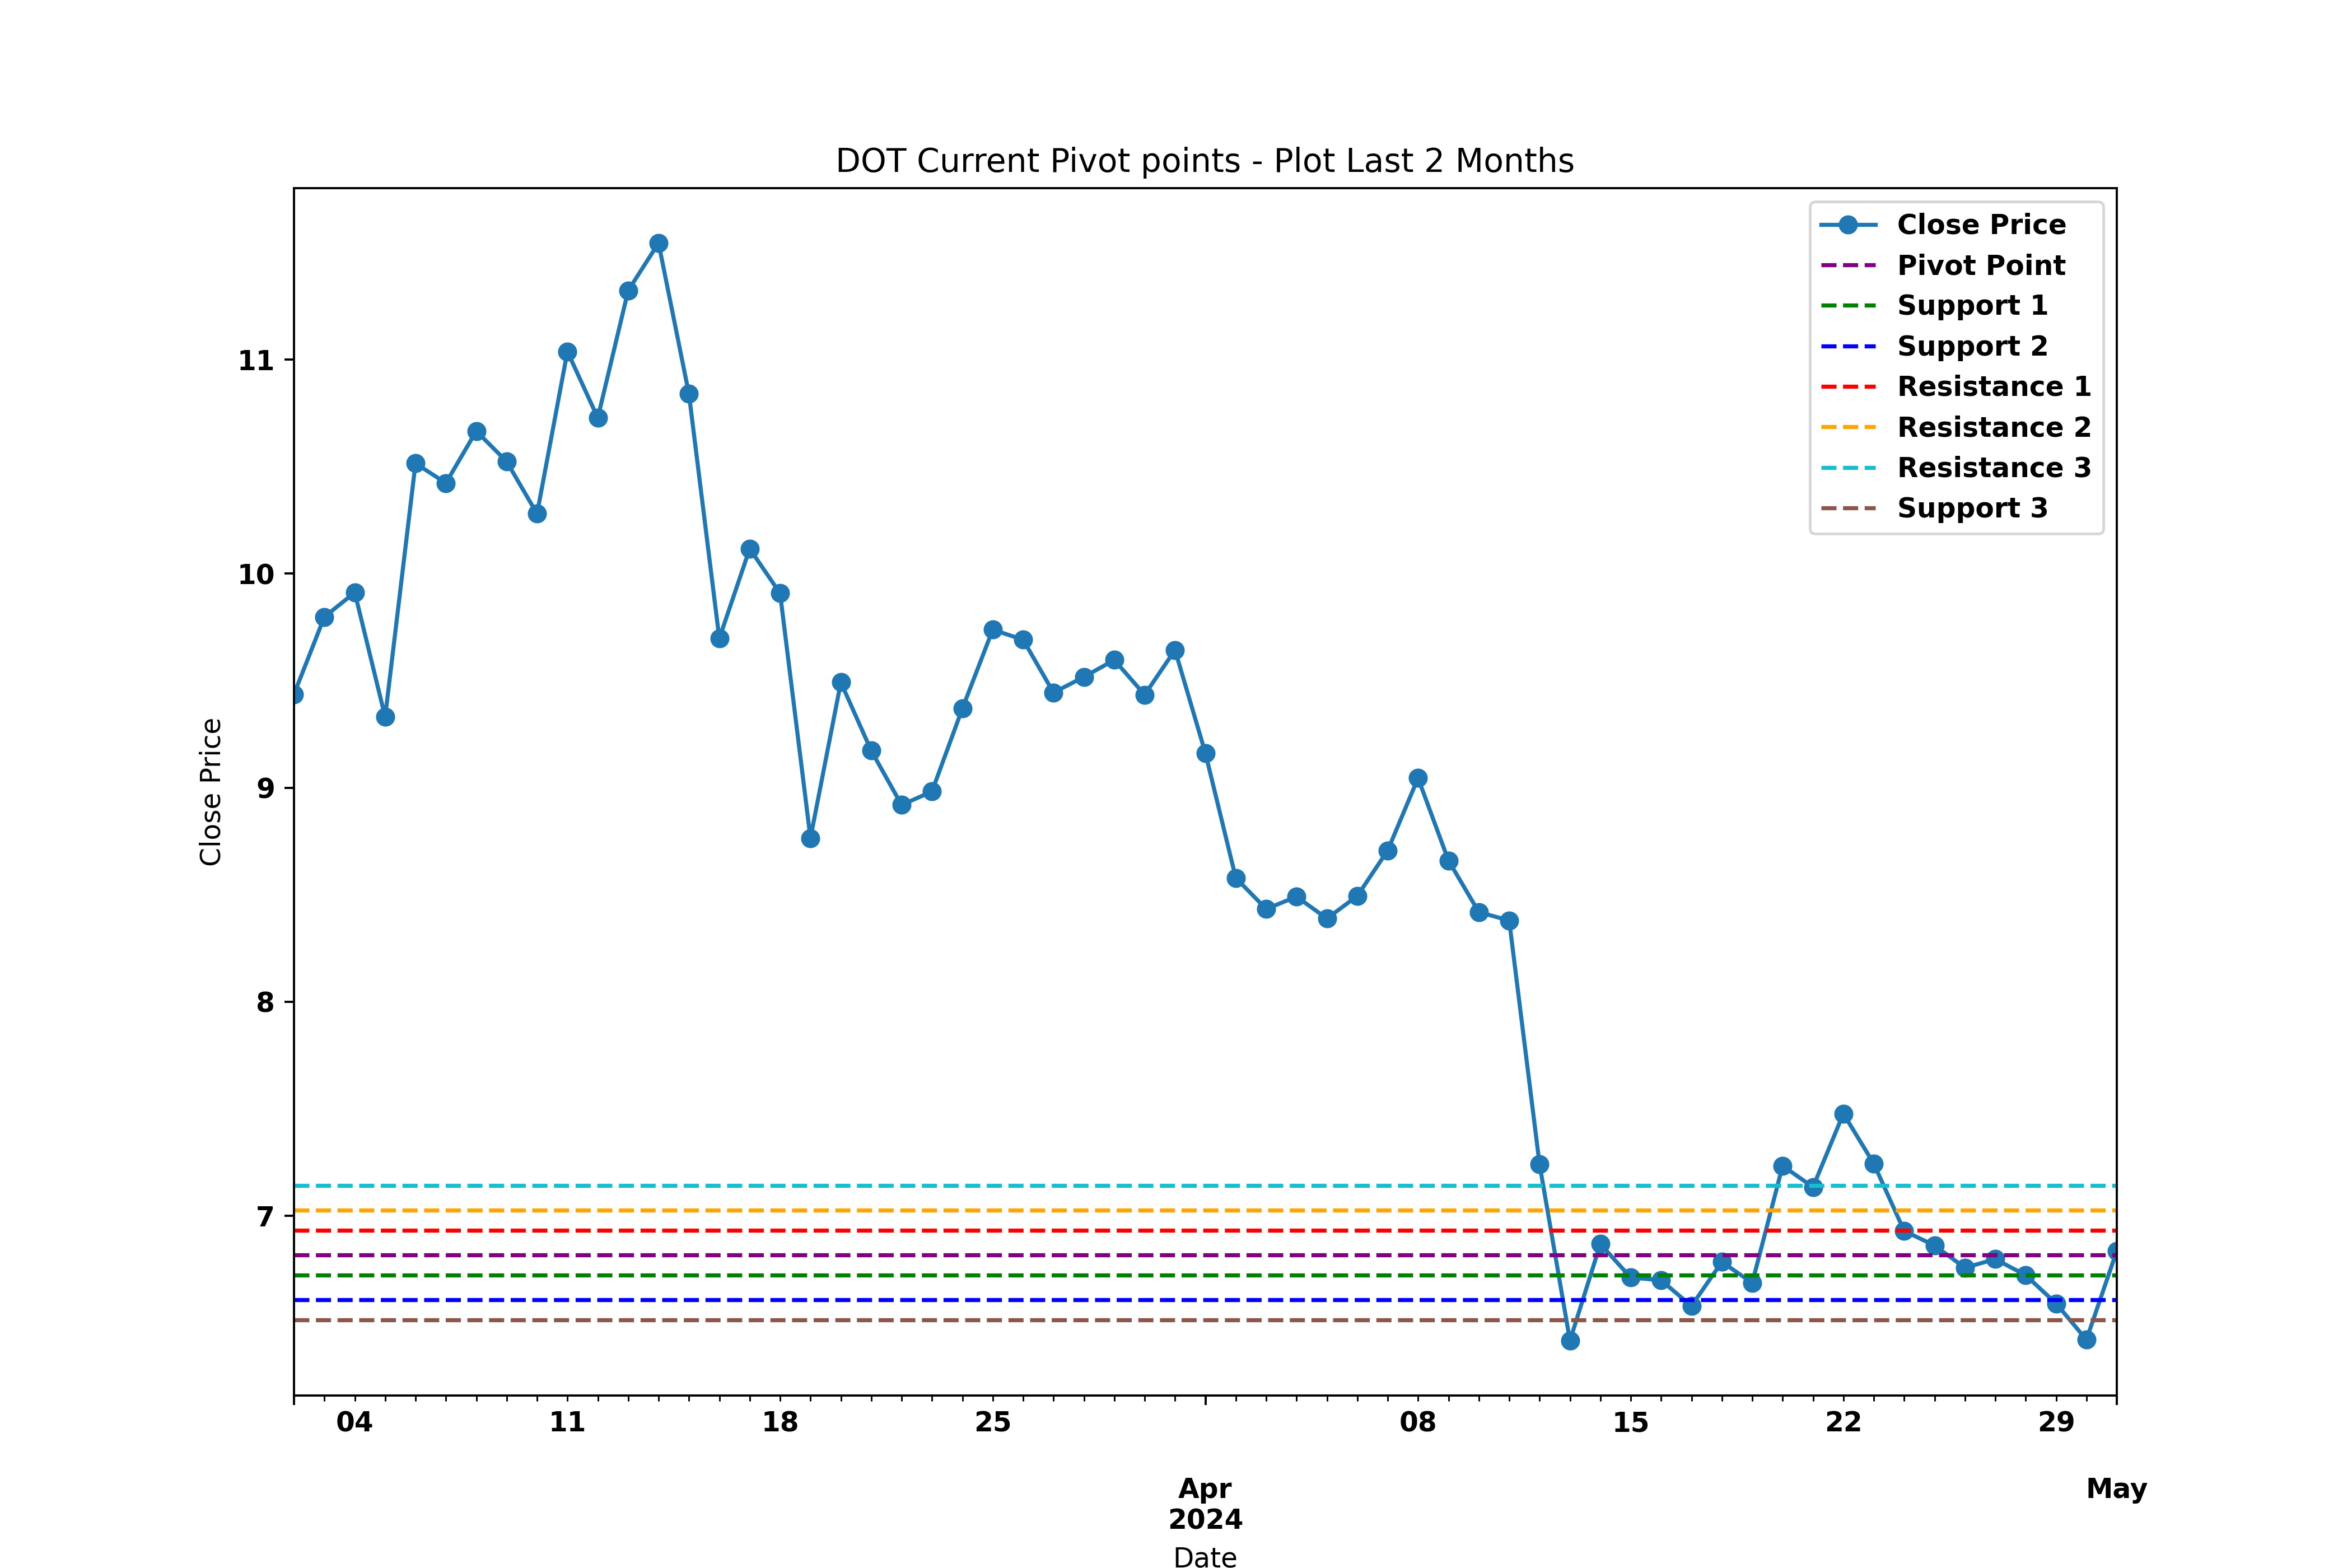 DOT Current Pivot points - Plot Last 2 Months
Close Price
Pivot Point
Support 1
Support 2
Resistance 1
Resistance 2
Resistance 3
Support 3
Close Price
11
10
9
8
7
04
11
18
25
08
15
22
29
Apr
2024
May
Date